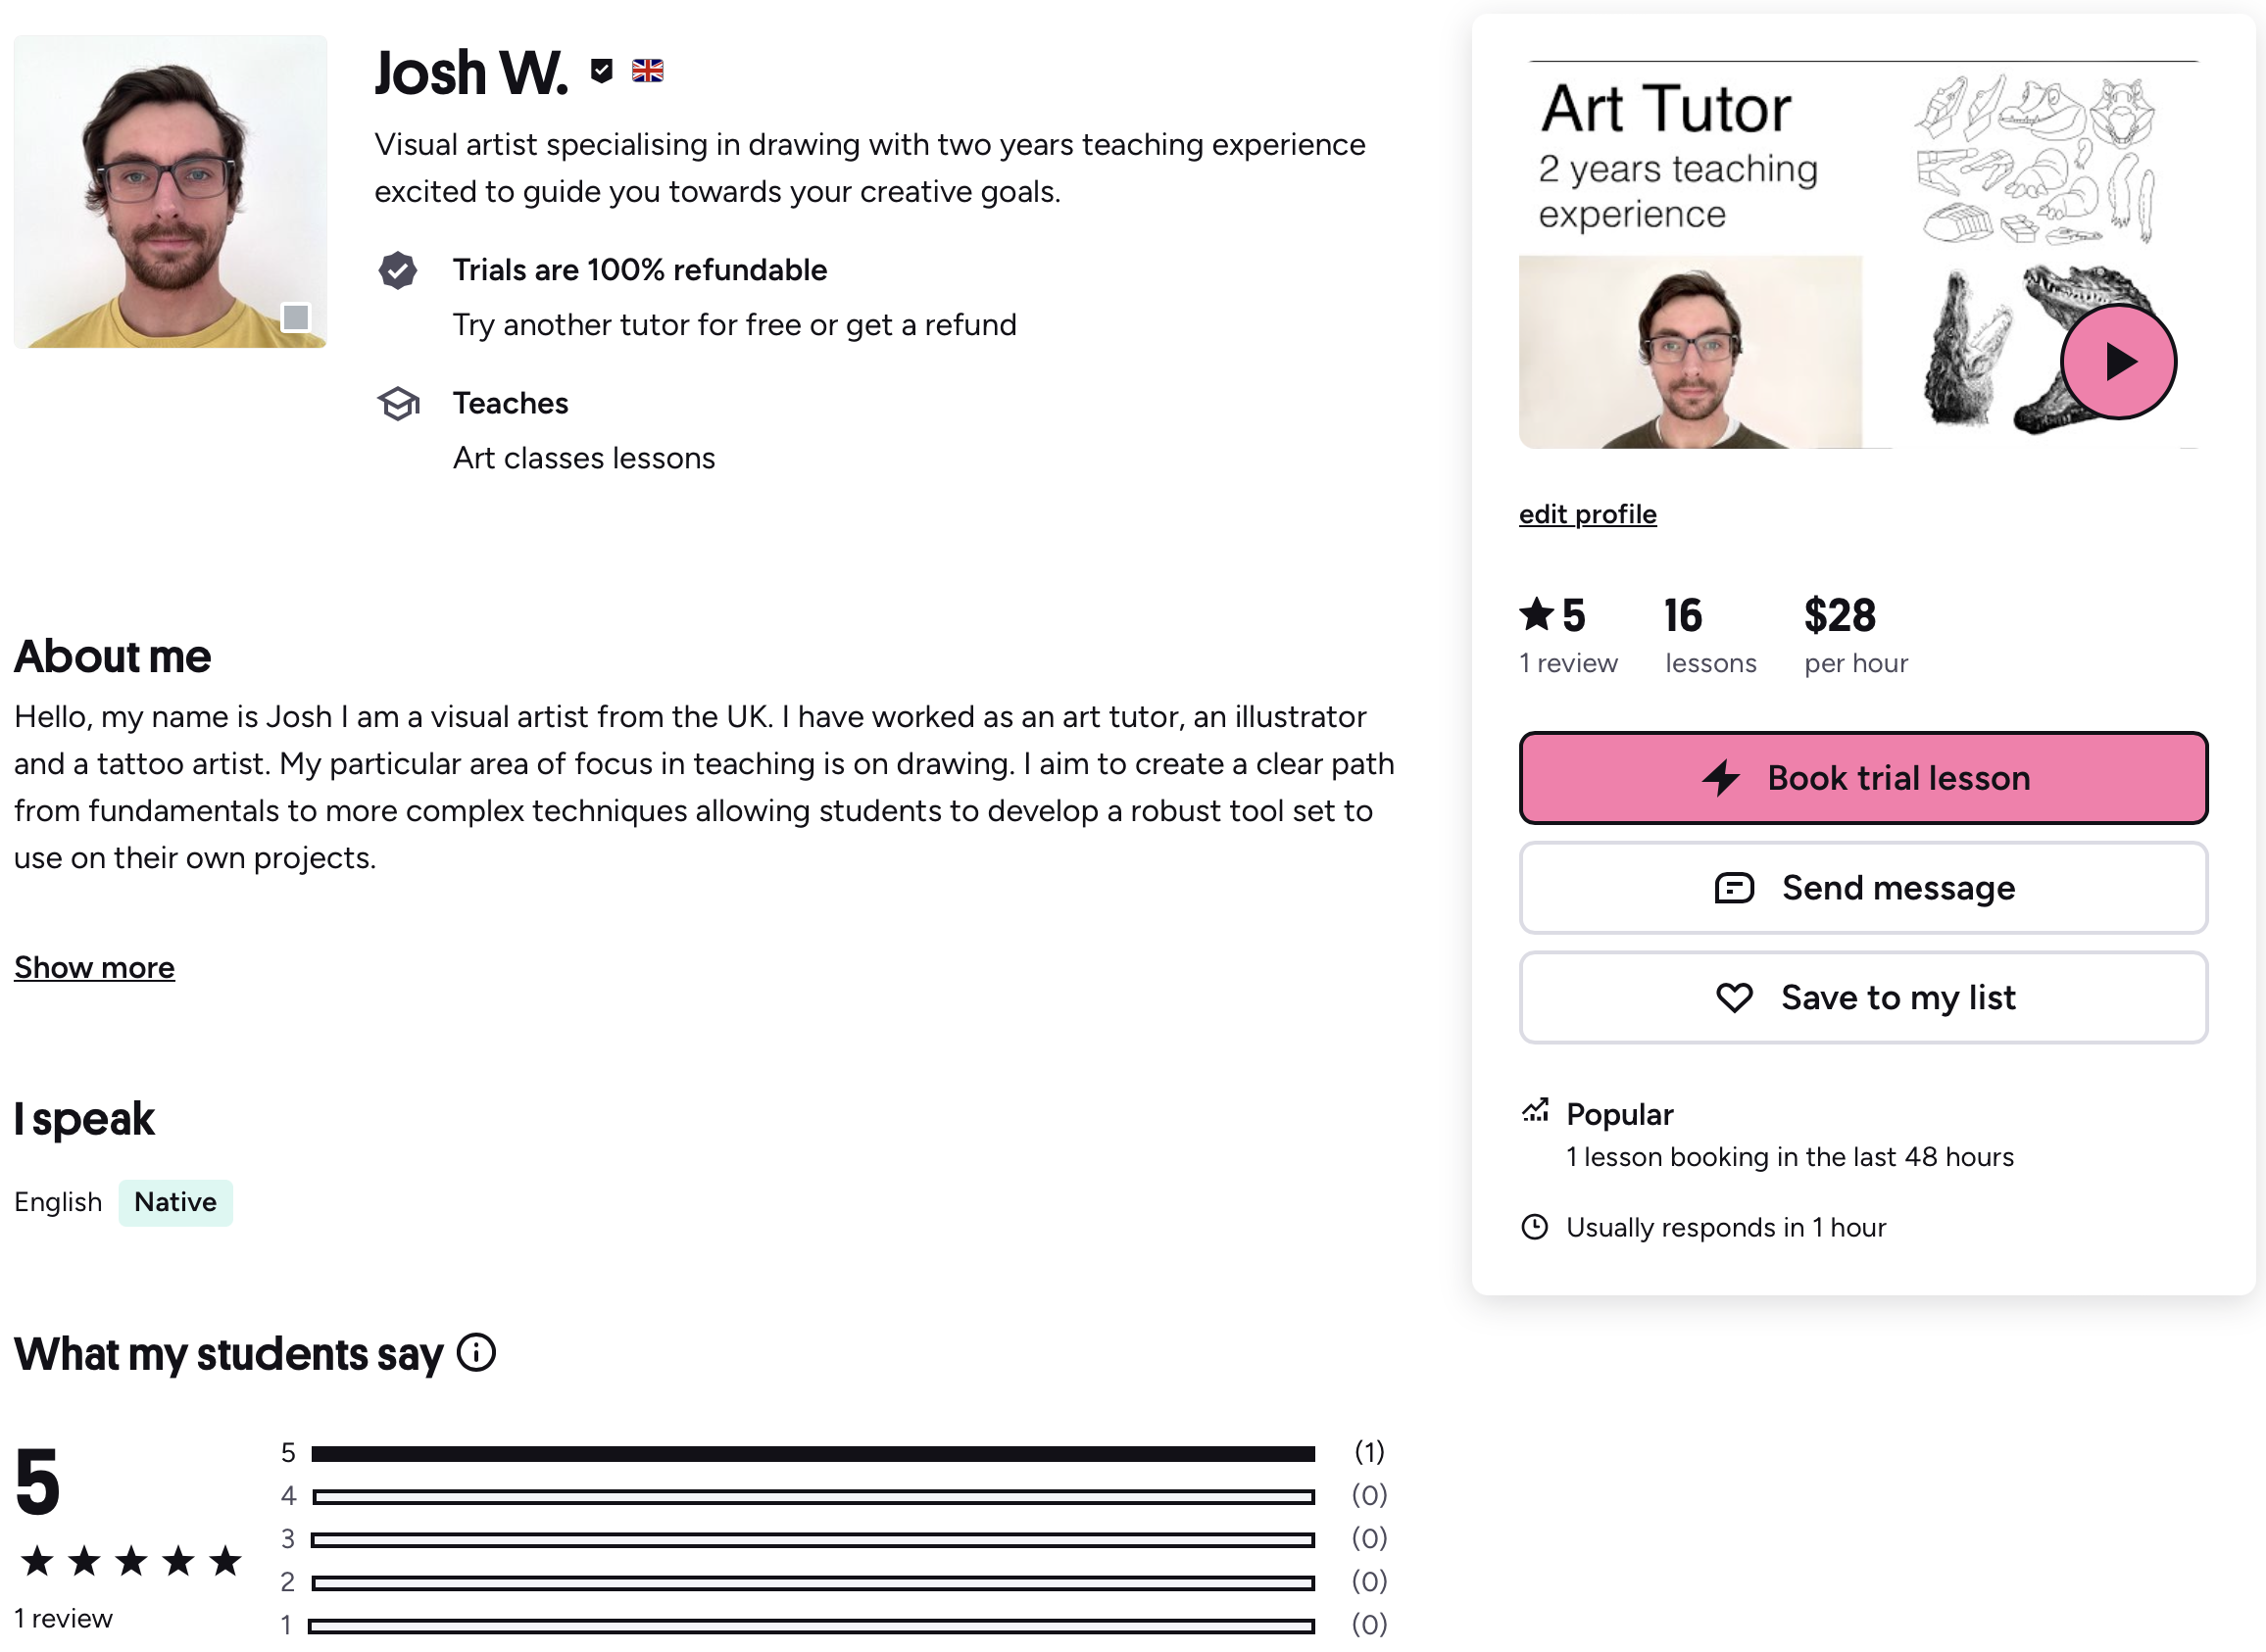 Josh W.
Visual artist specialising in drawing with two years teaching experience
excited to guide you towards your creative goals.
Trials are 100% refundable
Try another tutor for free or get a refund
Teaches
Art classes lessons
About me
Hello, my name is Josh I am a visual artist from the UK. I have worked as an art tutor, an illustrator
and a tattoo artist. My particular area of focus in teaching is on drawing. I aim to create a clear path
from fundamentals to more complex techniques allowing students to develop a robust tool set to
use on their own projects.
Show more
I speak
English Native
What my students say
5
1 review
5 (1)
4 (0)
3 (0)
2 (0)
1 (0)
Art Tutor
2 years teaching
experience
edit profile
5 16 $28
1 review lessons per hour
Book trial lesson
Send message
Save to my list
Popular
1 lesson booking in the last 48 hours
Usually responds in 1 hour